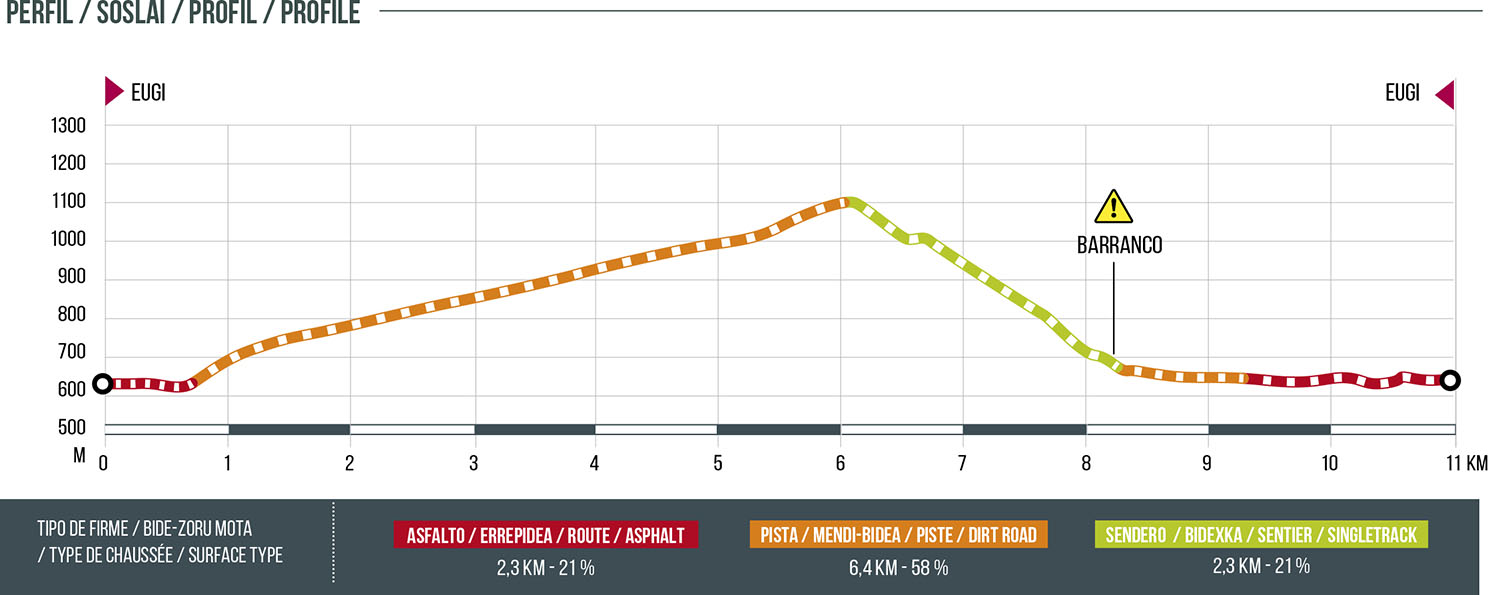 PERFIL / SOSLAI / PROFIL / PROFILE
EUGI
EUGI
1300
1200
1100
1000
900
800
700
600
500
M
BARRANCO
0 1 2 3 4 5 6 7 8 9 10 11 KM
TIPO DE FIRME / BIDE-ZORU MOTA
/ TYPE DE CHAUSSÉE / SURFACE TYPE
ASFALTO / ERREPIDEA / ROUTE / ASPHALT
2,3 KM - 21 %
PISTA / MENDI-BIDEA / PISTE / DIRT ROAD
6,4 KM - 58 %
SENDERO / BIDEXKA / SENTIER / SINGLETRACK
2,3 KM - 21 %